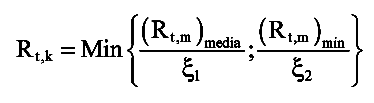 R_{t,k} = Min { (R_{t,m})_{media} / ξ_1 ; (R_{t,m})_{min} / ξ_2 }